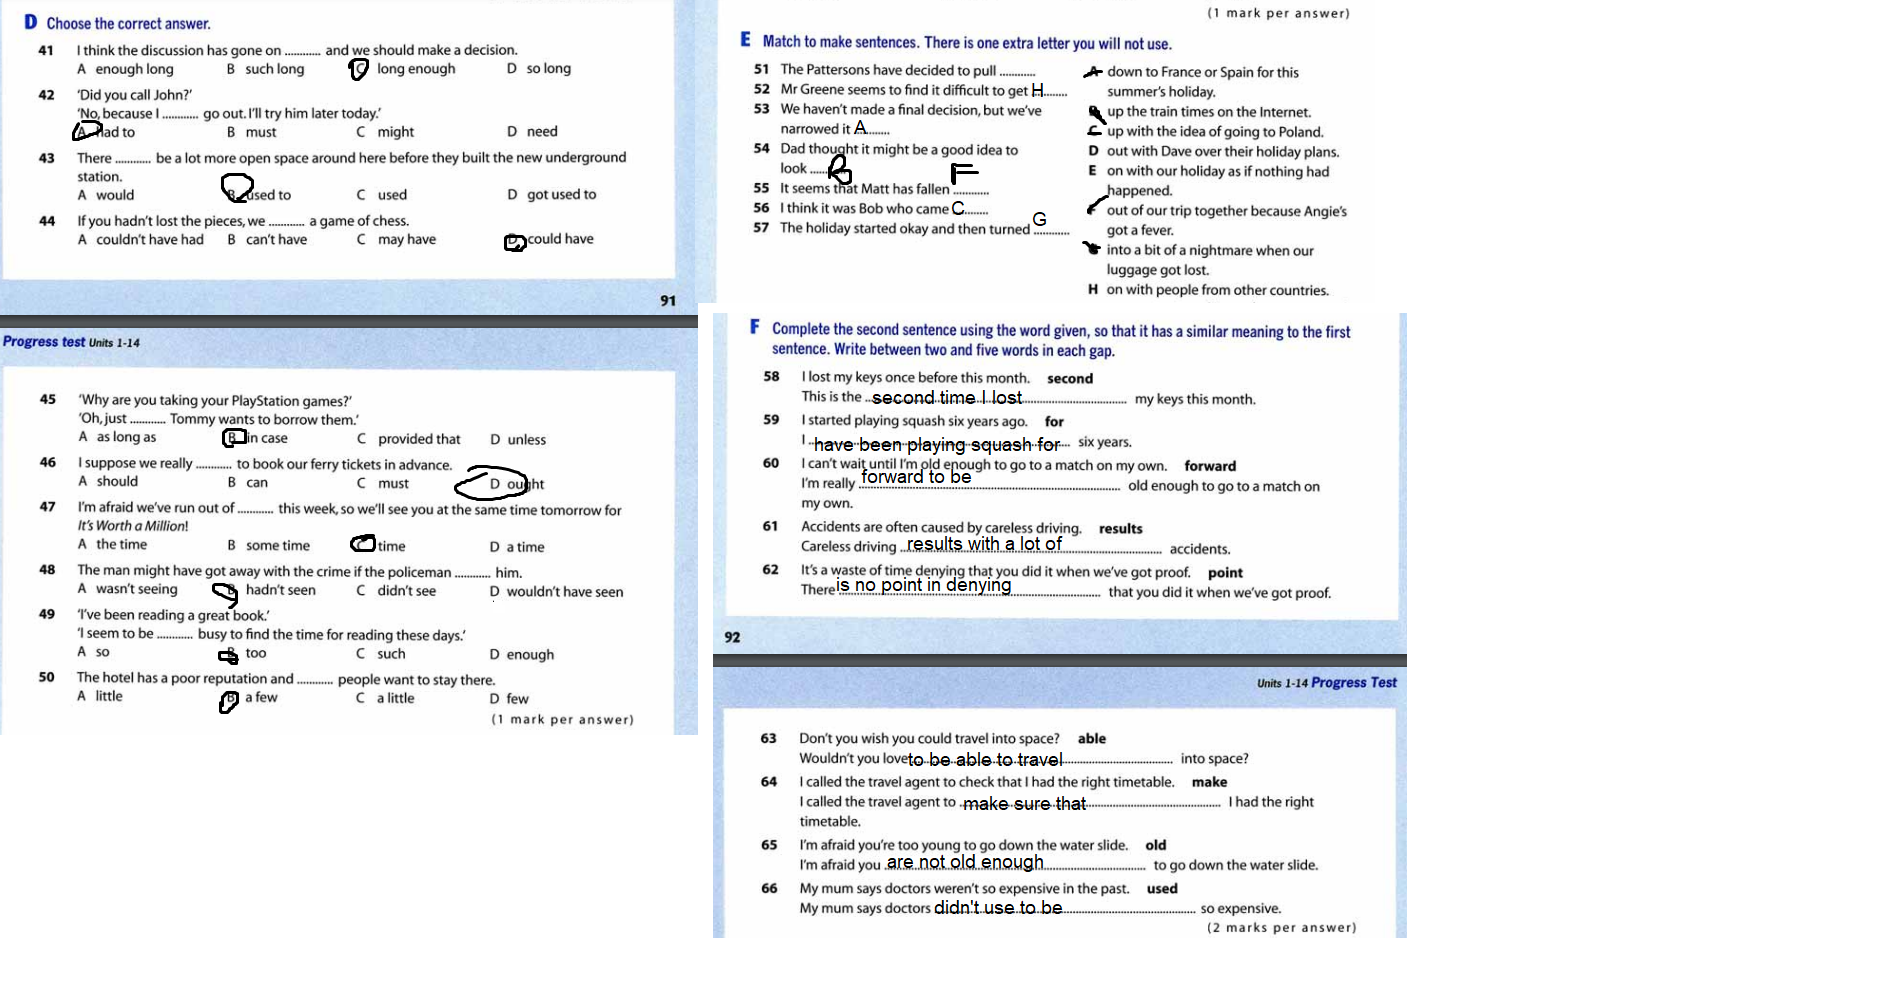 D Choose the correct answer.
41 I think the discussion has gone on ............ and we should make a decision.
A enough long B such long C long enough D so long
42 'Did you call John?'
'No, because I ............ go out. I'll try him later today.'
A had to B must C might D need
43 There ............ be a lot more open space around here before they built the new underground
station.
A would B used to C used D got used to
44 If you hadn't lost the pieces, we ............ a game of chess.
A couldn't have had B can't have C may have D could have
91
Progress test Units 1-14
45 'Why are you taking your PlayStation games?'
'Oh, just ............ Tommy wants to borrow them.'
A as long as B in case C provided that D unless
46 I suppose we really ............ to book our ferry tickets in advance.
A should B can C must D ought
47 I'm afraid we've run out of ............ this week, so we'll see you at the same time tomorrow for
It's Worth a Million!
A the time B some time C time D a time
48 The man might have got away with the crime if the policeman ............ him.
A wasn't seeing B hadn't seen C didn't see D wouldn't have seen
49 'I've been reading a great book.'
'I seem to be ............ busy to find the time for reading these days.'
A so B too C such D enough
50 The hotel has a poor reputation and ............ people want to stay there.
A little B a few C a little D few
(1 mark per answer)
(1 mark per answer)
E Match to make sentences. There is one extra letter you will not use.
51 The Pattersons have decided to pull ............
52 Mr Greene seems to find it difficult to get H........
53 We haven't made a final decision, but we've
narrowed it A........
54 Dad thought it might be a good idea to
look ...... B
55 It seems that Matt has fallen ............ F
56 I think it was Bob who came C........
57 The holiday started okay and then turned ............ G
A down to France or Spain for this
summer's holiday.
B up the train times on the Internet.
C up with the idea of going to Poland.
D out with Dave over their holiday plans.
E on with our holiday as if nothing had
happened.
F out of our trip together because Angie's
got a fever.
G into a bit of a nightmare when our
luggage got lost.
H on with people from other countries.
F Complete the second sentence using the word given, so that it has a similar meaning to the first
sentence. Write between two and five words in each gap.
58 I lost my keys once before this month. second
This is the second time I lost my keys this month.
59 I started playing squash six years ago. for
I have been playing squash for six years.
60 I can't wait until I'm old enough to go to a match on my own. forward
I'm really forward to be old enough to go to a match on
my own.
61 Accidents are often caused by careless driving. results
Careless driving results with a lot of accidents.
62 It's a waste of time denying that you did it when we've got proof. point
There is no point in denying that you did it when we've got proof.
92
Units 1-14 Progress Test
63 Don't you wish you could travel into space? able
Wouldn't you love to be able to travel into space?
64 I called the travel agent to check that I had the right timetable. make
I called the travel agent to make sure that I had the right
timetable.
65 I'm afraid you're too young to go down the water slide. old
I'm afraid you are not old enough to go down the water slide.
66 My mum says doctors weren't so expensive in the past. used
My mum says doctors didn't use to be so expensive.
(2 marks per answer)